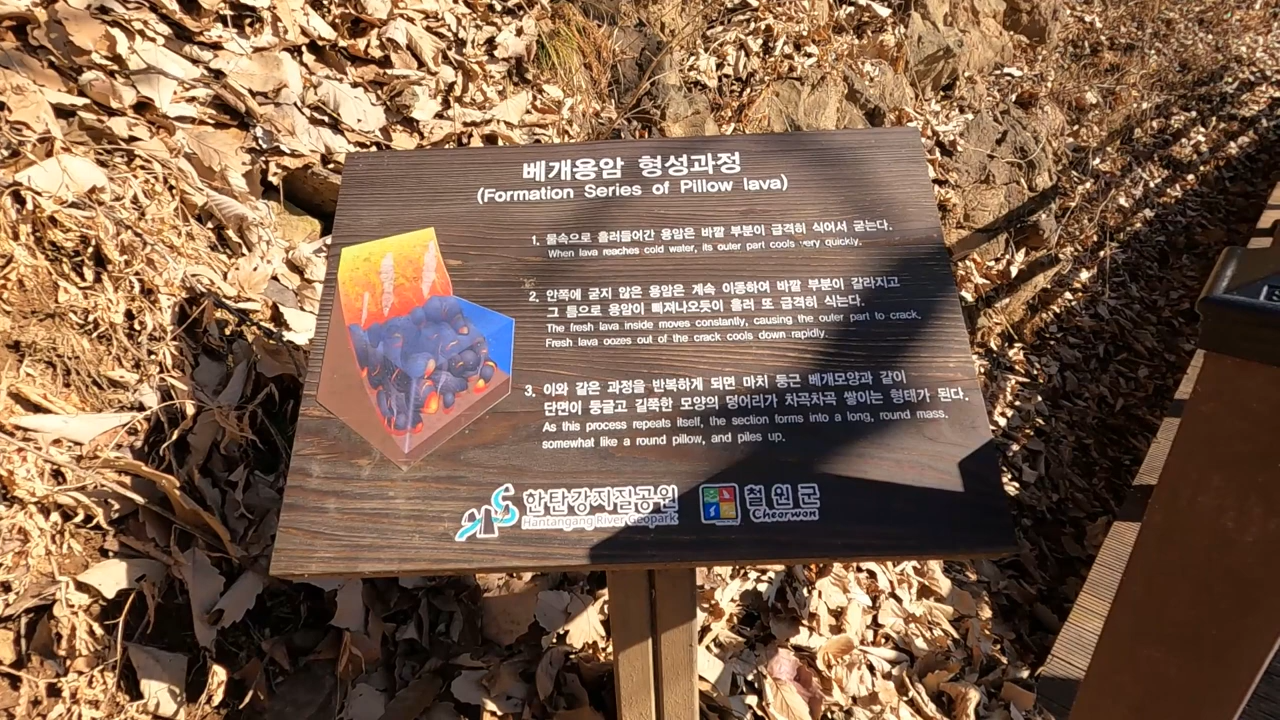 베개용암 형성과정
(Formation Series of Pillow lava)
1. 물속으로 흘러들어간 용암은 바깥 부분이 급격히 식어서 굳는다.
When lava reaches cold water, its outer part cools very quickly.
2. 안쪽에 굳지 않은 용암은 계속 이동하여 바깥 부분이 갈라지고
그 틈으로 용암이 삐져나오듯이 흘러 또 급격히 식는다.
The fresh lava inside moves constantly, causing the outer part to crack.
Fresh lava oozes out of the crack cools down rapidly.
3. 이와 같은 과정을 반복하게 되면 마치 둥근 베개모양과 같이
단면이 둥글고 길쭉한 모양의 덩어리가 차곡차곡 쌓이는 형태가 된다.
As this process repeats itself, the section forms into a long, round mass.
somewhat like a round pillow, and piles up.
한탄강지질공원
Hantangang River Geopark
철원군
Cheorwon